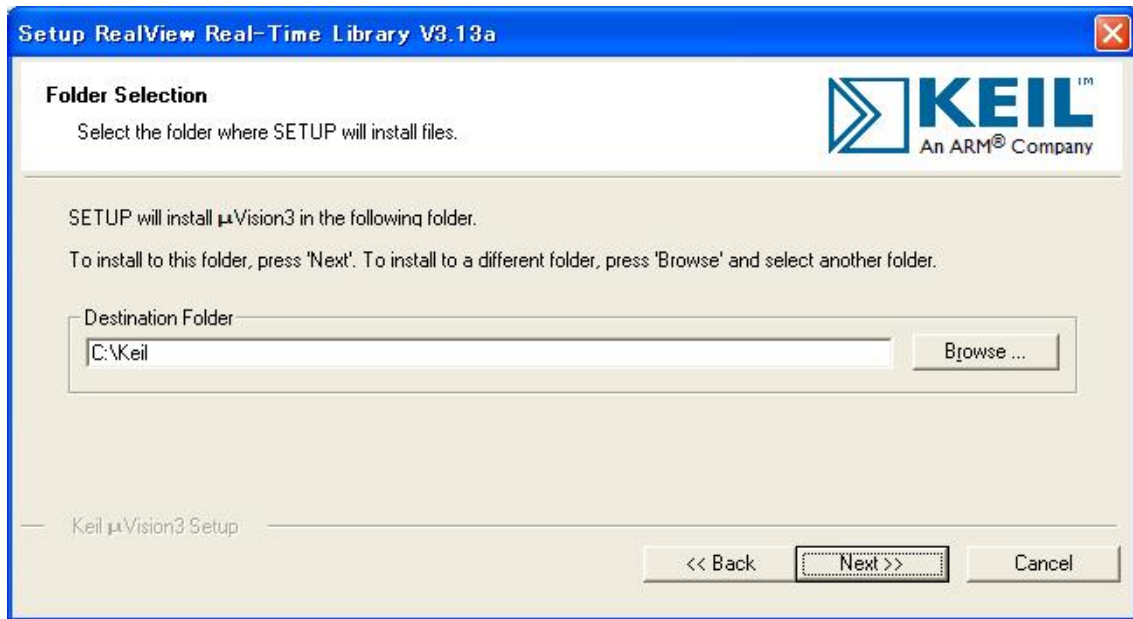 Setup RealView Real-Time Library V3.13a
Folder Selection
Select the folder where SETUP will install files.
KEIL™
An ARM® Company
SETUP will install µVision3 in the following folder.
To install to this folder, press 'Next'. To install to a different folder, press 'Browse' and select another folder.
Destination Folder
C:\Keil
Browse ...
Keil µVision3 Setup
<< Back
Next >>
Cancel